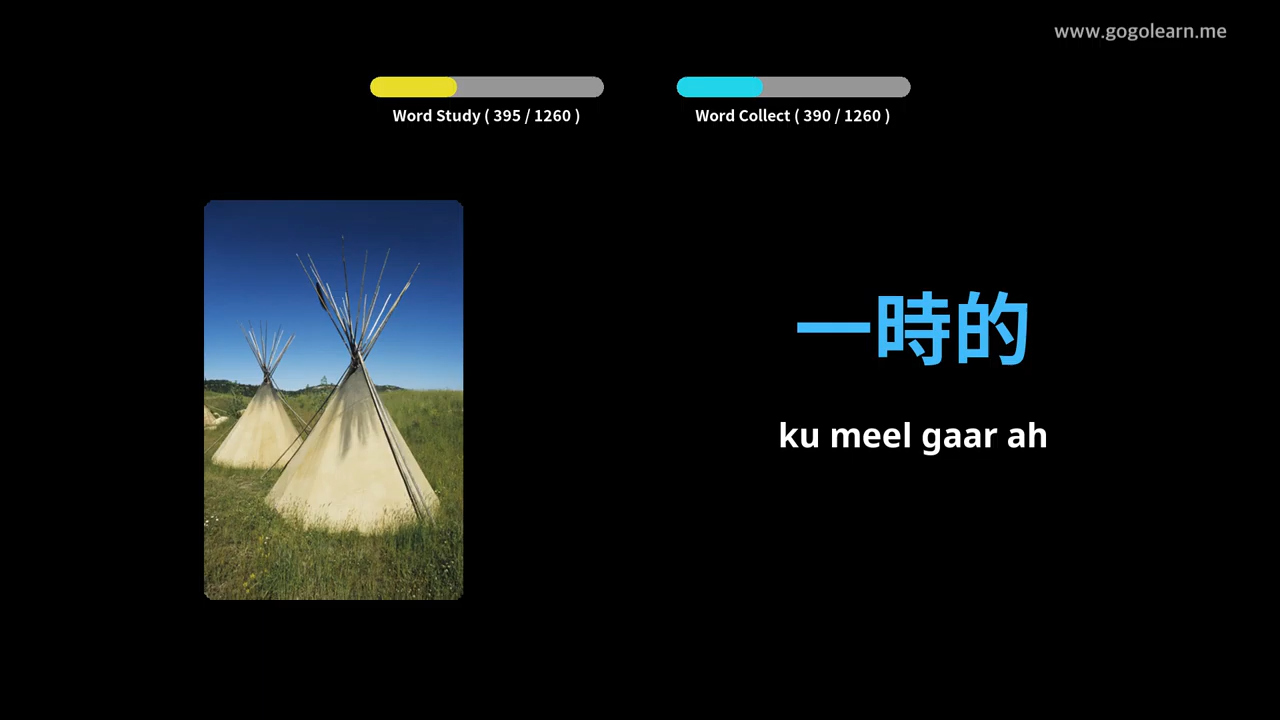 www.gogolearn.me
Word Study ( 395 / 1260 )
Word Collect ( 390 / 1260 )
一時的
ku meel gaar ah